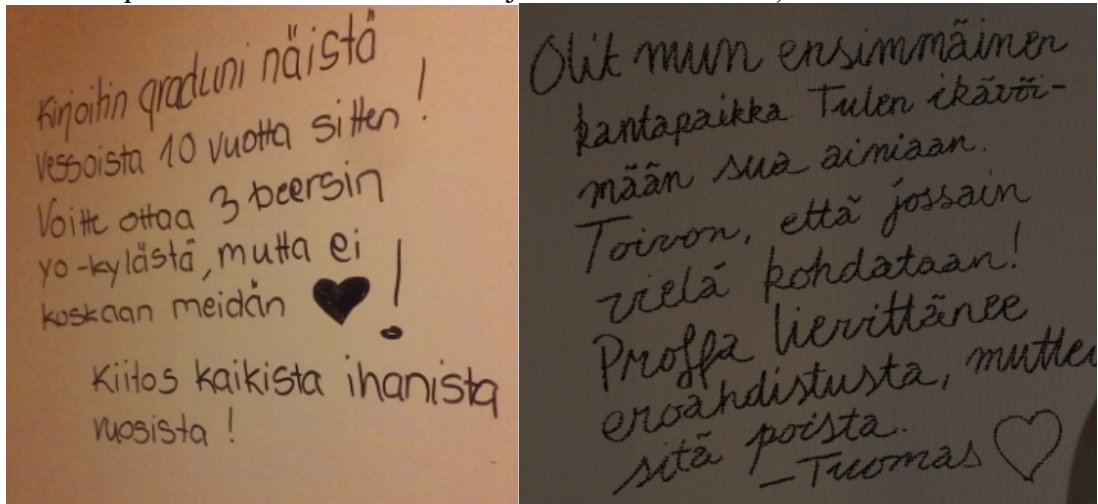 Kirjoitin graduni näistä
vessoista 10 vuotta sitten!
Voitte ottaa 3 beersin
yo-kylästä, mutta ei
koskaan meidän ♥!
Kiitos kaikista ihanista
vuosista!
Olit mun ensimmäinen
kantapaikka. Tulen ikävöi-
mään sua ainiaan.
Toivon, että jossain
vielä kohdataan!
Proffa lievittänee
eroahdistusta, muttei
sitä poista.
-Tuomas ♡